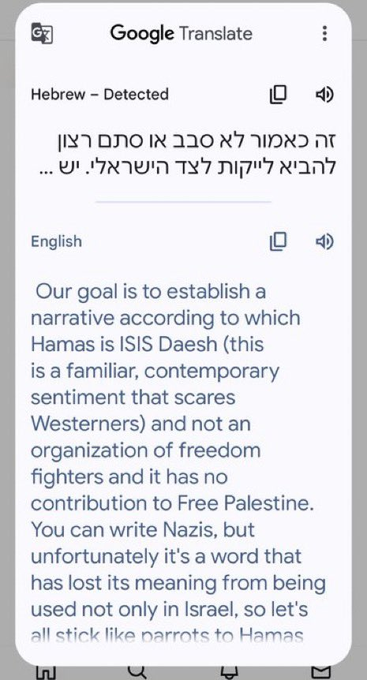 Google Translate
Hebrew – Detected
זה כאמור לא סבב או סתם רצון
להביא לייקות לצד הישראלי. יש ...
English
Our goal is to establish a
narrative according to which
Hamas is ISIS Daesh (this
is a familiar, contemporary
sentiment that scares
Westerners) and not an
organization of freedom
fighters and it has no
contribution to Free Palestine.
You can write Nazis, but
unfortunately it's a word that
has lost its meaning from being
used not only in Israel, so let's
all stick like parrots to Hamas